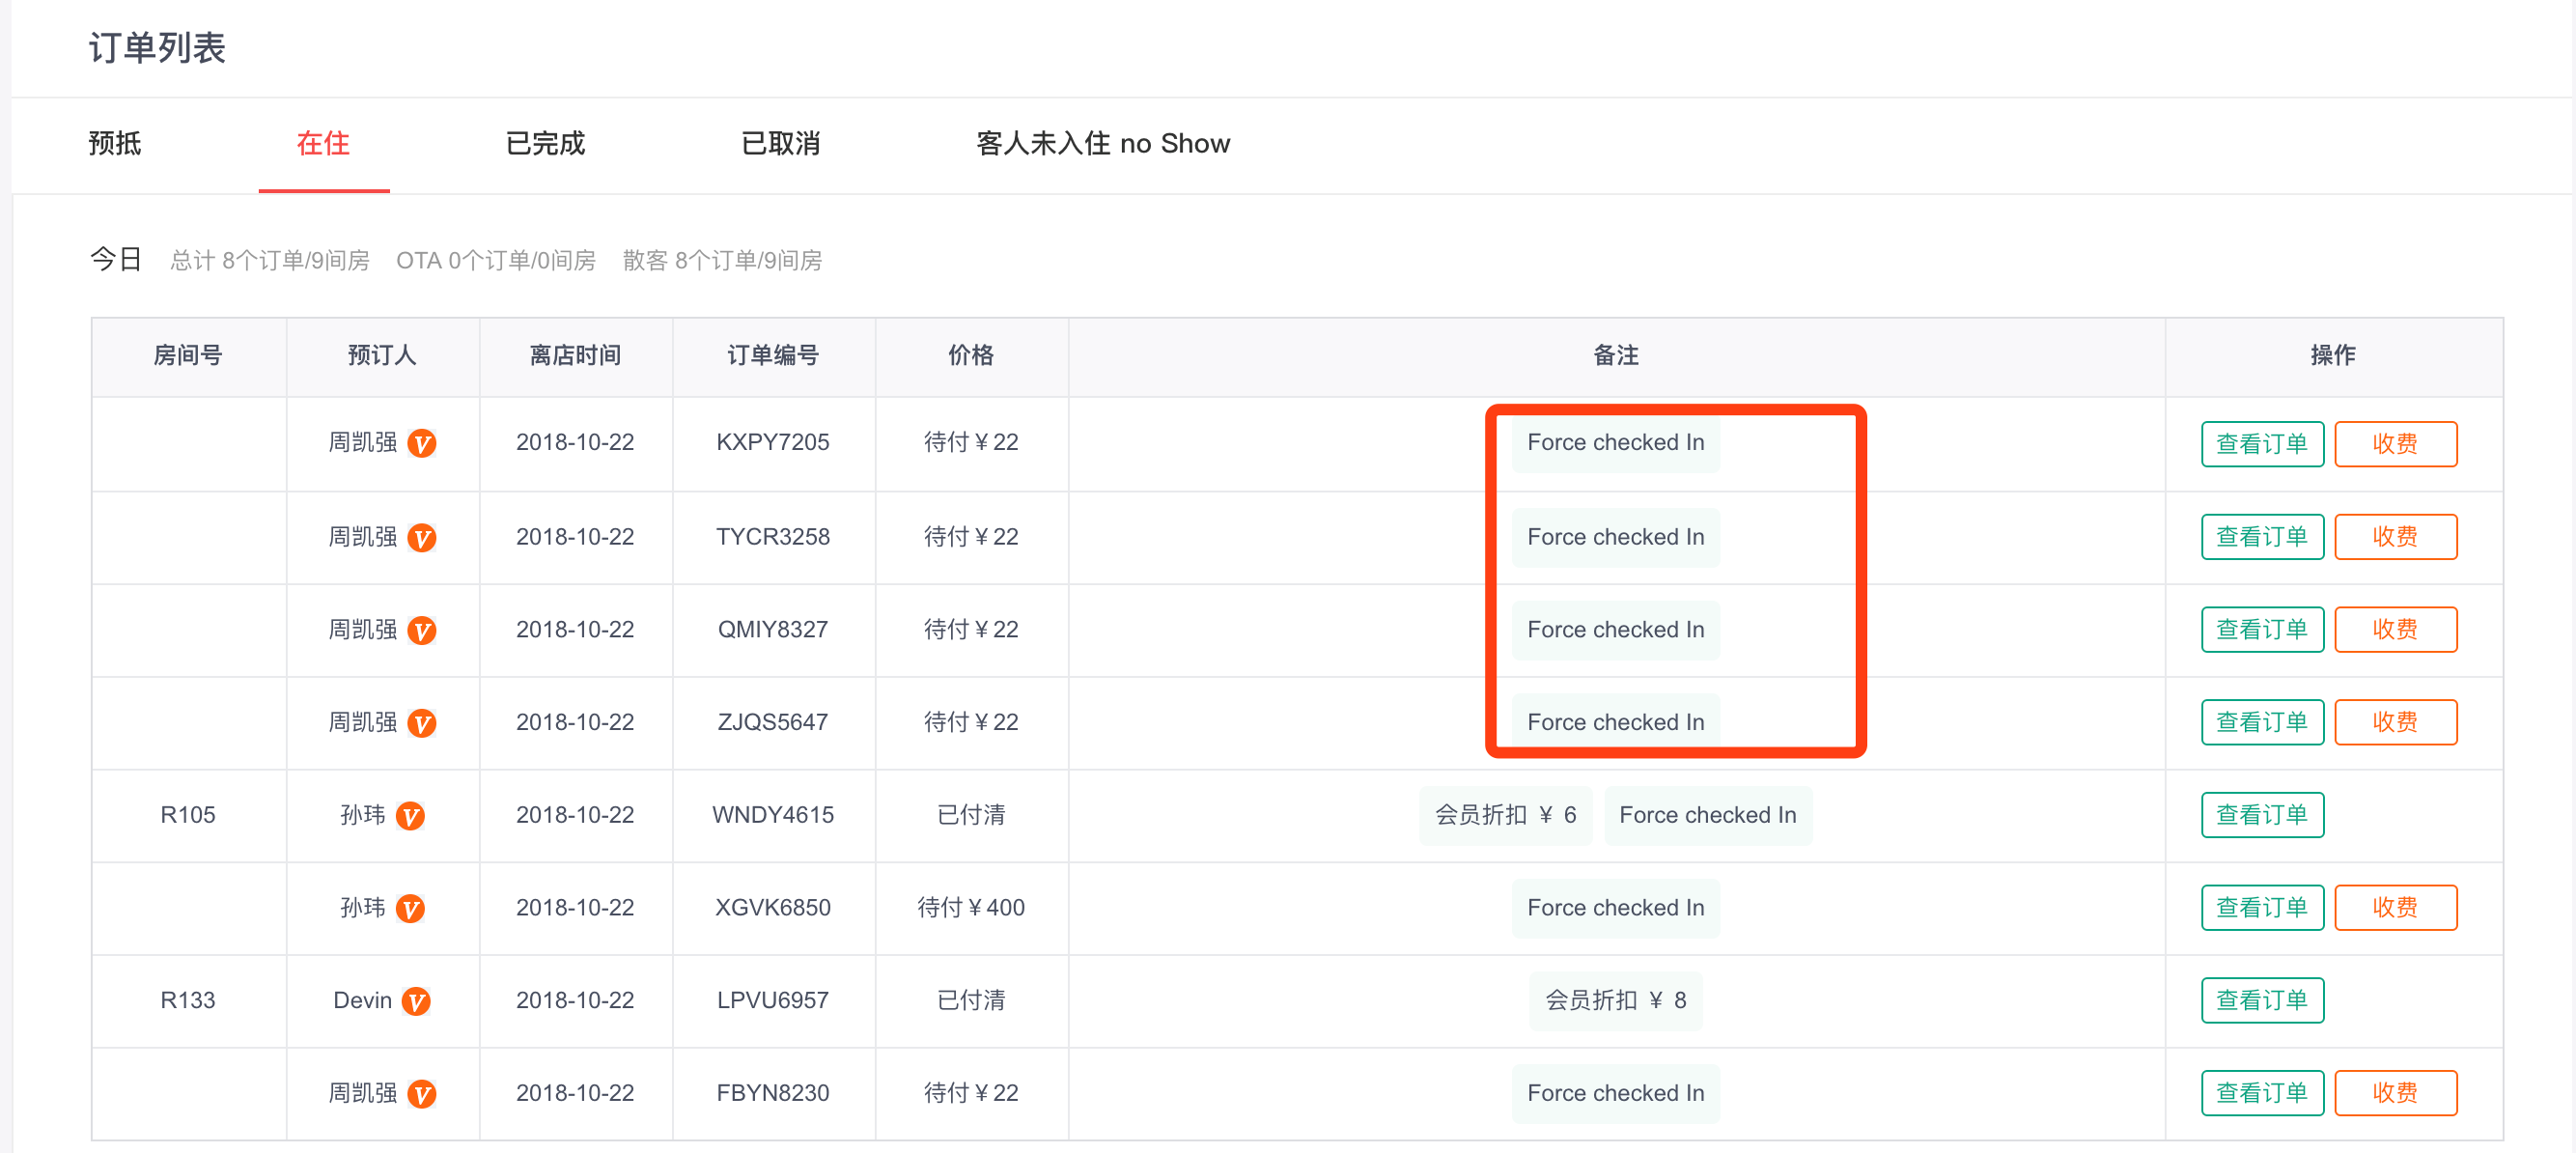 订单列表
预抵 在住 已完成 已取消 客人未入住 no Show
今日 总计 8个订单/9间房 OTA 0个订单/0间房 散客 8个订单/9间房
房间号 预订人 离店时间 订单编号 价格 备注 操作
周凯强 V 2018-10-22 KXPY7205 待付 ¥ 22 Force checked In 查看订单 收费
周凯强 V 2018-10-22 TYCR3258 待付 ¥ 22 Force checked In 查看订单 收费
周凯强 V 2018-10-22 QMIY8327 待付 ¥ 22 Force checked In 查看订单 收费
周凯强 V 2018-10-22 ZJQS5647 待付 ¥ 22 Force checked In 查看订单 收费
R105 孙玮 V 2018-10-22 WNDY4615 已付清 会员折扣 ¥ 6 Force checked In 查看订单
孙玮 V 2018-10-22 XGVK6850 待付 ¥ 400 Force checked In 查看订单 收费
R133 Devin V 2018-10-22 LPVU6957 已付清 会员折扣 ¥ 8 查看订单
周凯强 V 2018-10-22 FBYN8230 待付 ¥ 22 Force checked In 查看订单 收费